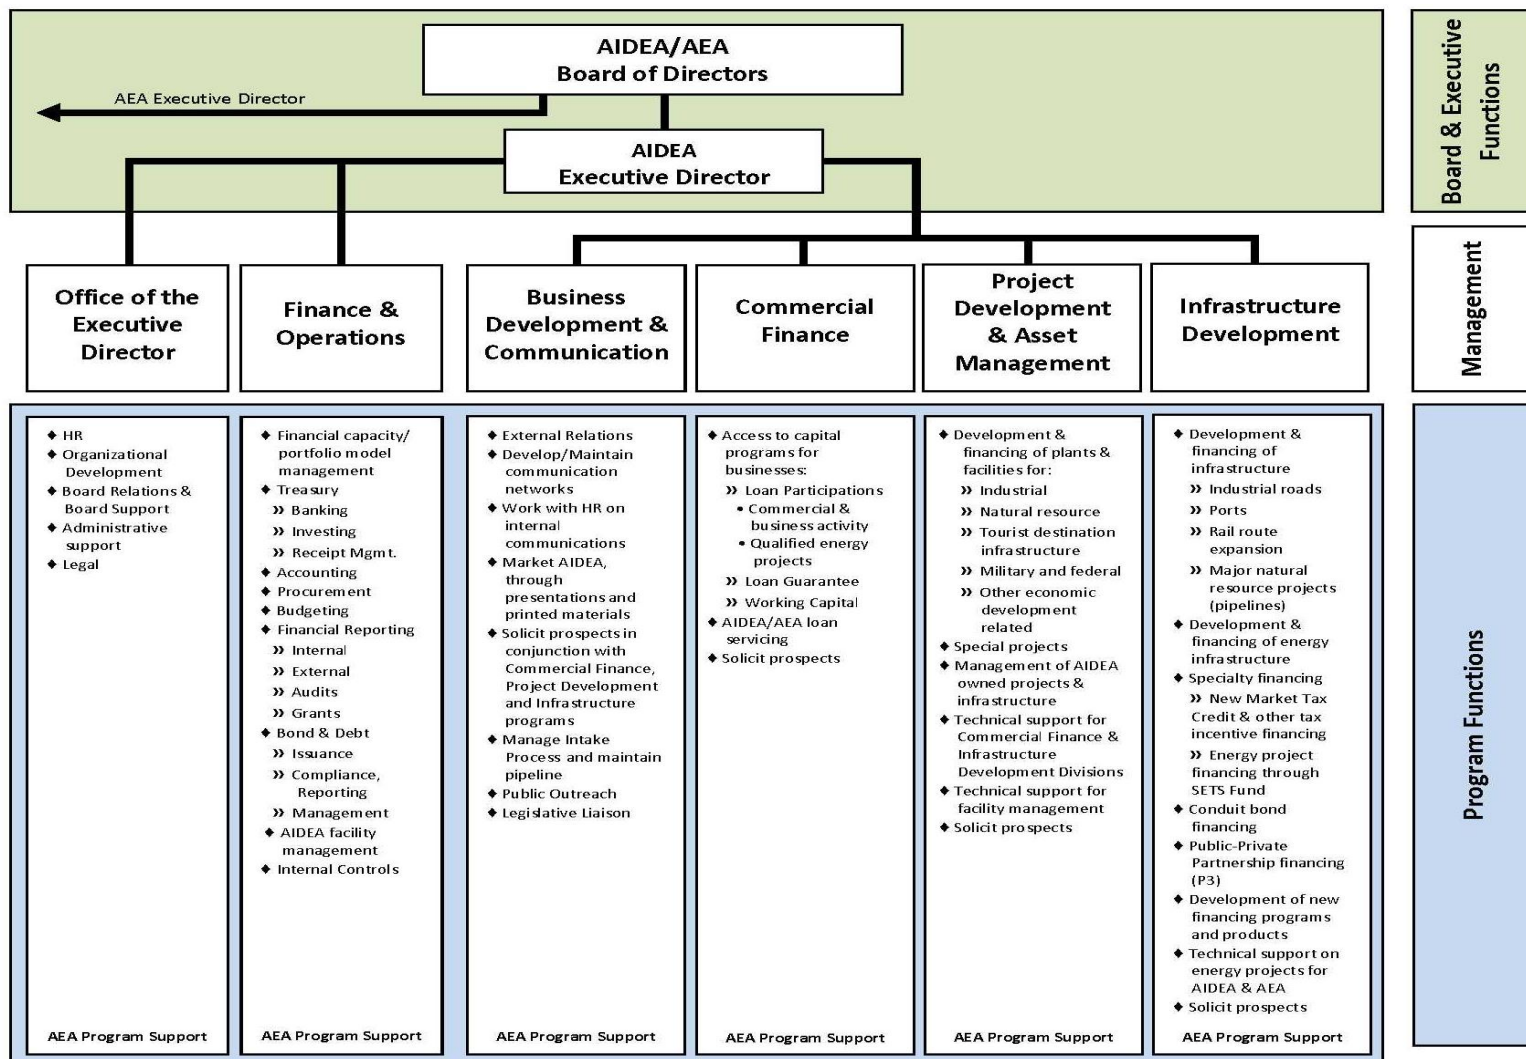 AIDEA/AEA
Board of Directors
AEA Executive Director
AIDEA
Executive Director
Board & Executive
Functions
Office of the
Executive
Director
Finance &
Operations
Business
Development &
Communication
Commercial
Finance
Project
Development
& Asset
Management
Infrastructure
Development
Management
◆ HR
◆ Organizational
Development
◆ Board Relations &
Board Support
◆ Administrative
support
◆ Legal
AEA Program Support
◆ Financial capacity/
portfolio model
management
◆ Treasury
» Banking
» Investing
» Receipt Mgmt.
◆ Accounting
◆ Procurement
◆ Budgeting
◆ Financial Reporting
» Internal
» External
» Audits
» Grants
◆ Bond & Debt
» Issuance
» Compliance,
Reporting
» Management
◆ AIDEA facility
management
◆ Internal Controls
AEA Program Support
◆ External Relations
◆ Develop/Maintain
communication
networks
◆ Work with HR on
internal
communications
◆ Market AIDEA,
through
presentations and
printed materials
◆ Solicit prospects in
conjunction with
Commercial Finance,
Project Development
and Infrastructure
programs
◆ Manage Intake
Process and maintain
pipeline
◆ Public Outreach
◆ Legislative Liaison
AEA Program Support
◆ Access to capital
programs for
businesses:
» Loan Participations
• Commercial &
business activity
• Qualified energy
projects
» Loan Guarantee
» Working Capital
◆ AIDEA/AEA loan
servicing
◆ Solicit prospects
AEA Program Support
◆ Development &
financing of plants &
facilities for:
» Industrial
» Natural resource
» Tourist destination
infrastructure
» Military and federal
» Other economic
development
related
◆ Special projects
◆ Management of AIDEA
owned projects &
infrastructure
◆ Technical support for
Commercial Finance &
Infrastructure
Development Divisions
◆ Technical support for
facility management
◆ Solicit prospects
AEA Program Support
◆ Development &
financing of
infrastructure
» Industrial roads
» Ports
» Rail route
expansion
» Major natural
resource projects
(pipelines)
◆ Development &
financing of energy
infrastructure
◆ Specialty financing
» New Market Tax
Credit & other tax
incentive financing
» Energy project
financing through
SETS Fund
◆ Conduit bond
financing
◆ Public-Private
Partnership financing
(P3)
◆ Development of new
financing programs
and products
◆ Technical support on
energy projects for
AIDEA & AEA
◆ Solicit prospects
AEA Program Support
Program Functions